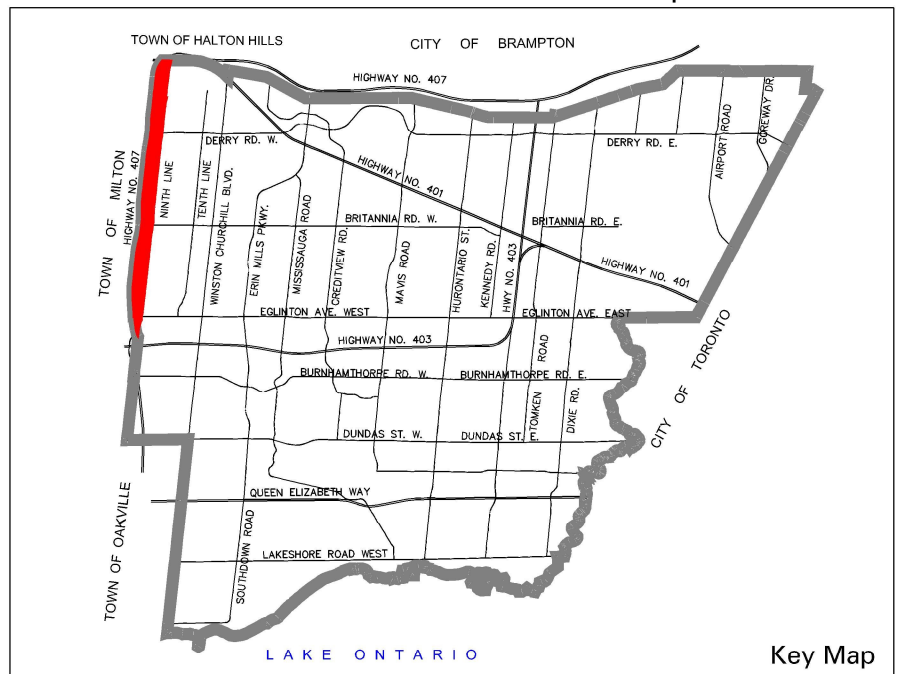 TOWN OF HALTON HILLS
CITY OF BRAMPTON
HIGHWAY NO. 407
GOREWAY DR.
AIRPORT ROAD
DERRY RD. W.
DERRY RD. E.
TOWN OF MILTON
HIGHWAY NO. 407
NINTH LINE
TENTH LINE
WINSTON CHURCHILL BLVD.
ERIN MILLS PKWY.
MISSISSAUGA ROAD
CREDITVIEW RD.
MAVIS ROAD
HURONTARIO ST.
KENNEDY RD.
HWY NO. 403
HIGHWAY NO. 401
BRITANNIA RD. W.
BRITANNIA RD. E.
HIGHWAY NO. 401
EGLINTON AVE. WEST
EGLINTON AVE. EAST
HIGHWAY NO. 403
TOMKEN ROAD
DIXIE RD.
CITY OF TORONTO
BURNHAMTHORPE RD. W.
BURNHAMTHORPE RD. E.
DUNDAS ST. W.
DUNDAS ST. E.
QUEEN ELIZABETH WAY
TOWN OF OAKVILLE
SOUTHDOWN ROAD
LAKESHORE ROAD WEST
LAKE ONTARIO
Key Map